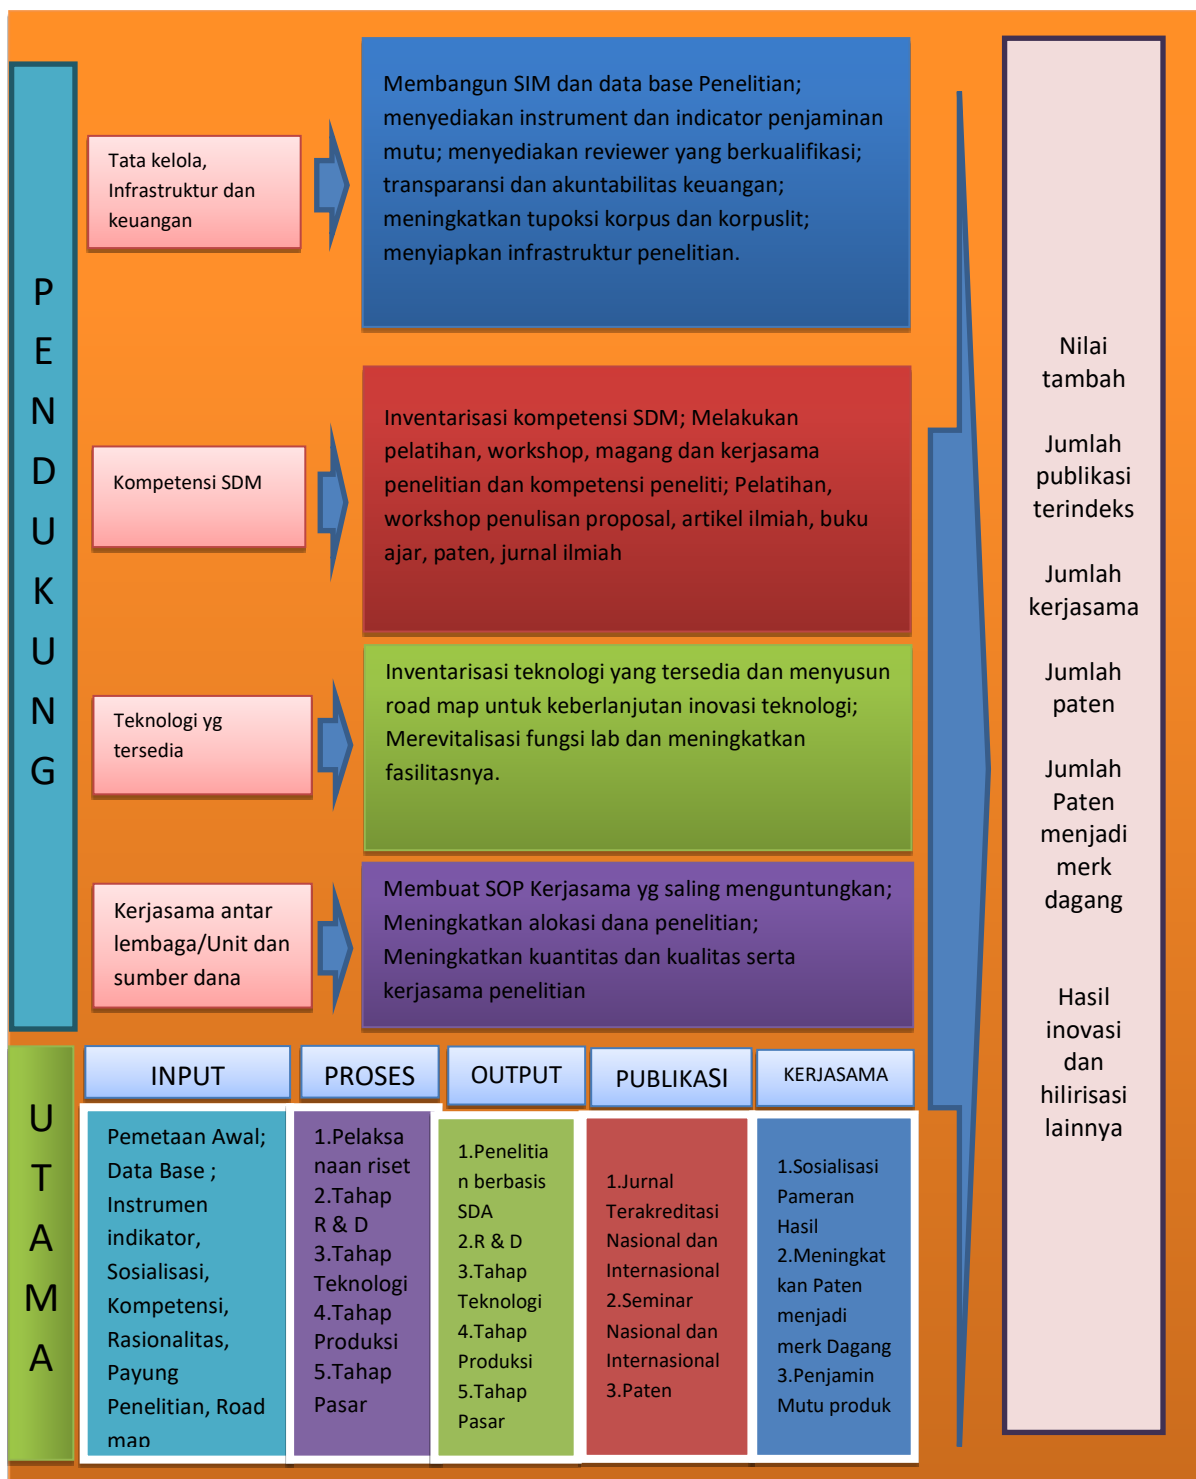 PENDUKUNG
Tata kelola,
Infrastruktur dan
keuangan
Membangun SIM dan data base Penelitian;
menyediakan instrument dan indicator penjaminan
mutu; menyediakan reviewer yang berkualifikasi;
transparansi dan akuntabilitas keuangan;
meningkatkan tupoksi korpus dan korpuslit;
menyiapkan infrastruktur penelitian.
Kompetensi SDM
Inventarisasi kompetensi SDM; Melakukan
pelatihan, workshop, magang dan kerjasama
penelitian dan kompetensi peneliti; Pelatihan,
workshop penulisan proposal, artikel ilmiah, buku
ajar, paten, jurnal ilmiah
Teknologi yg
tersedia
Inventarisasi teknologi yang tersedia dan menyusun
road map untuk keberlanjutan inovasi teknologi;
Merevitalisasi fungsi lab dan meningkatkan
fasilitasnya.
Kerjasama antar
lembaga/Unit dan
sumber dana
Membuat SOP Kerjasama yg saling menguntungkan;
Meningkatkan alokasi dana penelitian;
Meningkatkan kuantitas dan kualitas serta
kerjasama penelitian
UTAMA
INPUT
Pemetaan Awal;
Data Base ;
Instrumen
indikator,
Sosialisasi,
Kompetensi,
Rasionalitas,
Payung
Penelitian, Road
map
PROSES
1.Pelaksa
naan riset
2.Tahap
R & D
3.Tahap
Teknologi
4.Tahap
Produksi
5.Tahap
Pasar
OUTPUT
1.Penelitia
n berbasis
SDA
2.R & D
3.Tahap
Teknologi
4.Tahap
Produksi
5.Tahap
Pasar
PUBLIKASI
1.Jurnal
Terakreditasi
Nasional dan
Internasional
2.Seminar
Nasional dan
Internasional
3.Paten
KERJASAMA
1.Sosialisasi
Pameran
Hasil
2.Meningkat
kan Paten
menjadi
merk Dagang
3.Penjamin
Mutu produk
Nilai
tambah
Jumlah
publikasi
terindeks
Jumlah
kerjasama
Jumlah
paten
Jumlah
Paten
menjadi
merk
dagang
Hasil
inovasi
dan
hilirisasi
lainnya